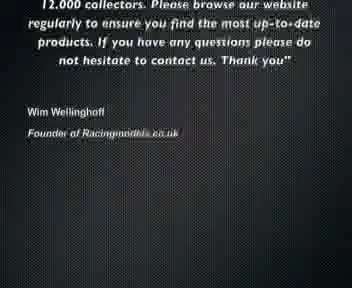 12.000 collectors. Please browse our website
regularly to ensure you find the most up-to-date
products. If you have any questions please do
not hesitate to contact us. Thank you"
Wim Wellinghoff
Founder of Racingmodels.co.uk